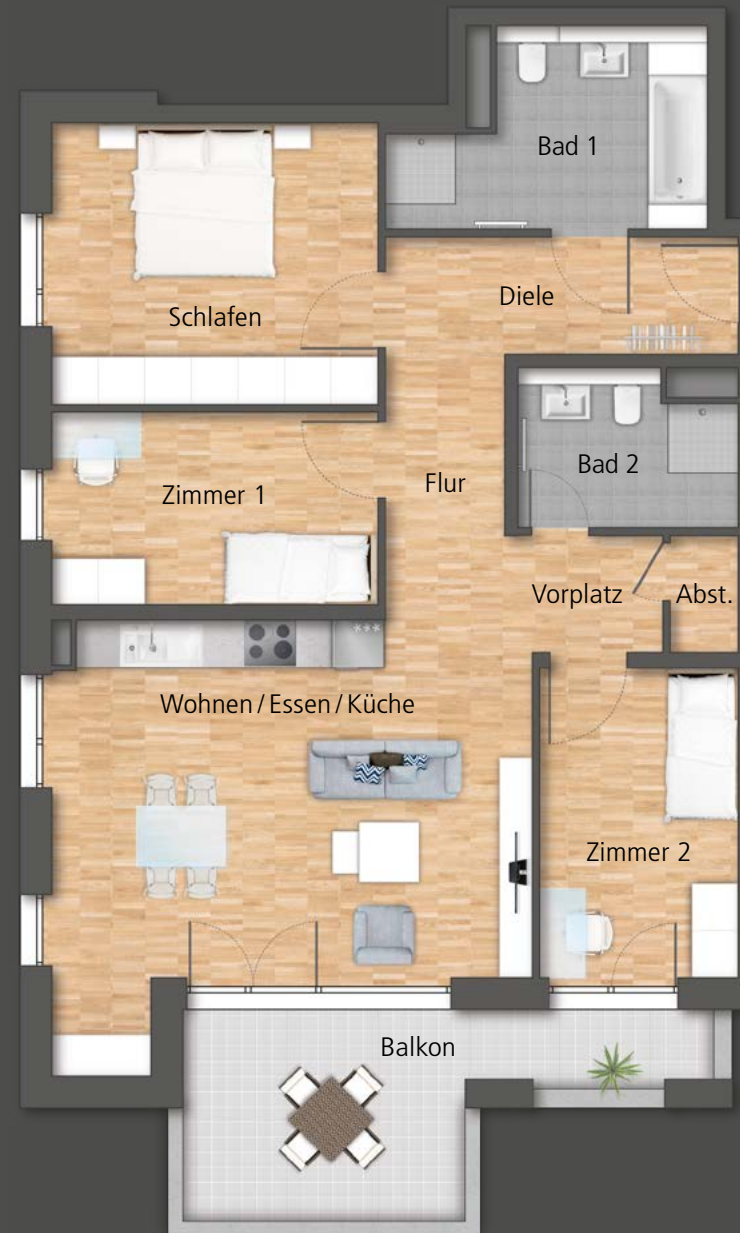 Bad 1
Diele
Schlafen
Bad 2
Flur
Zimmer 1
Vorplatz
Abst.
Wohnen / Essen / Küche
Zimmer 2
Balkon